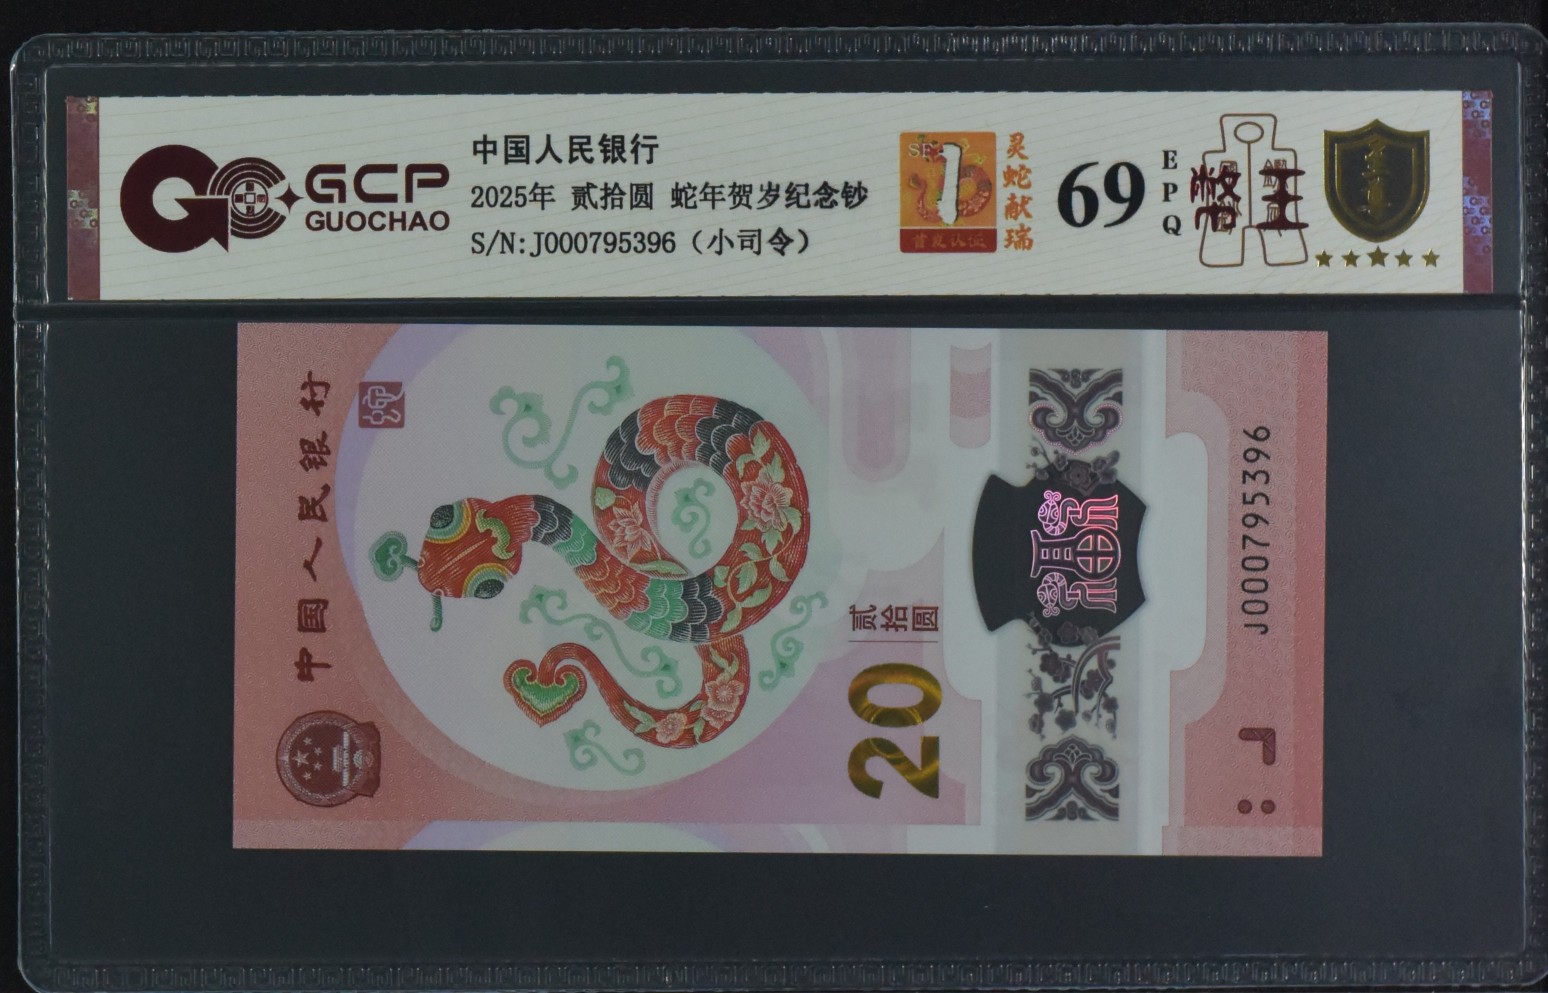 GCP
GUOCHAO
中国人民银行
2025年 贰拾圆 蛇年贺岁纪念钞
S/N:J000795396（小司令）
灵蛇献瑞
69
EPQ
★★★★★
中国人民银行
贰拾圆
20
J000795396